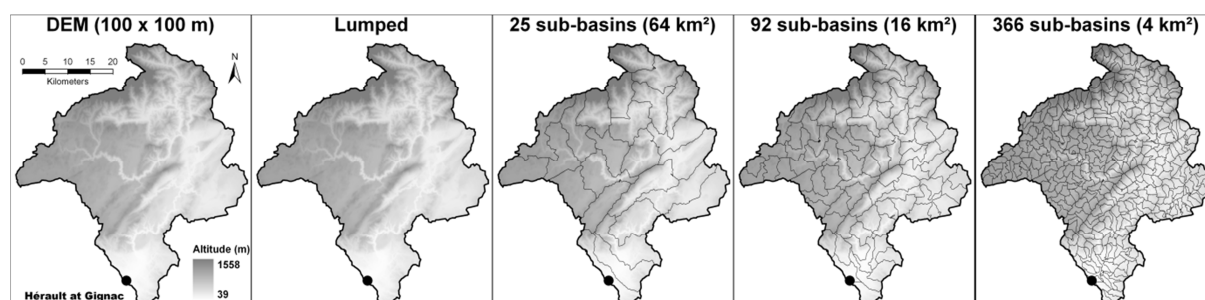 DEM (100 x 100 m)
Lumped
25 sub-basins (64 km²)
92 sub-basins (16 km²)
366 sub-basins (4 km²)
0 5 10 15 20
Kilometers
N
Altitude (m)
1558
39
Hérault at Gignac